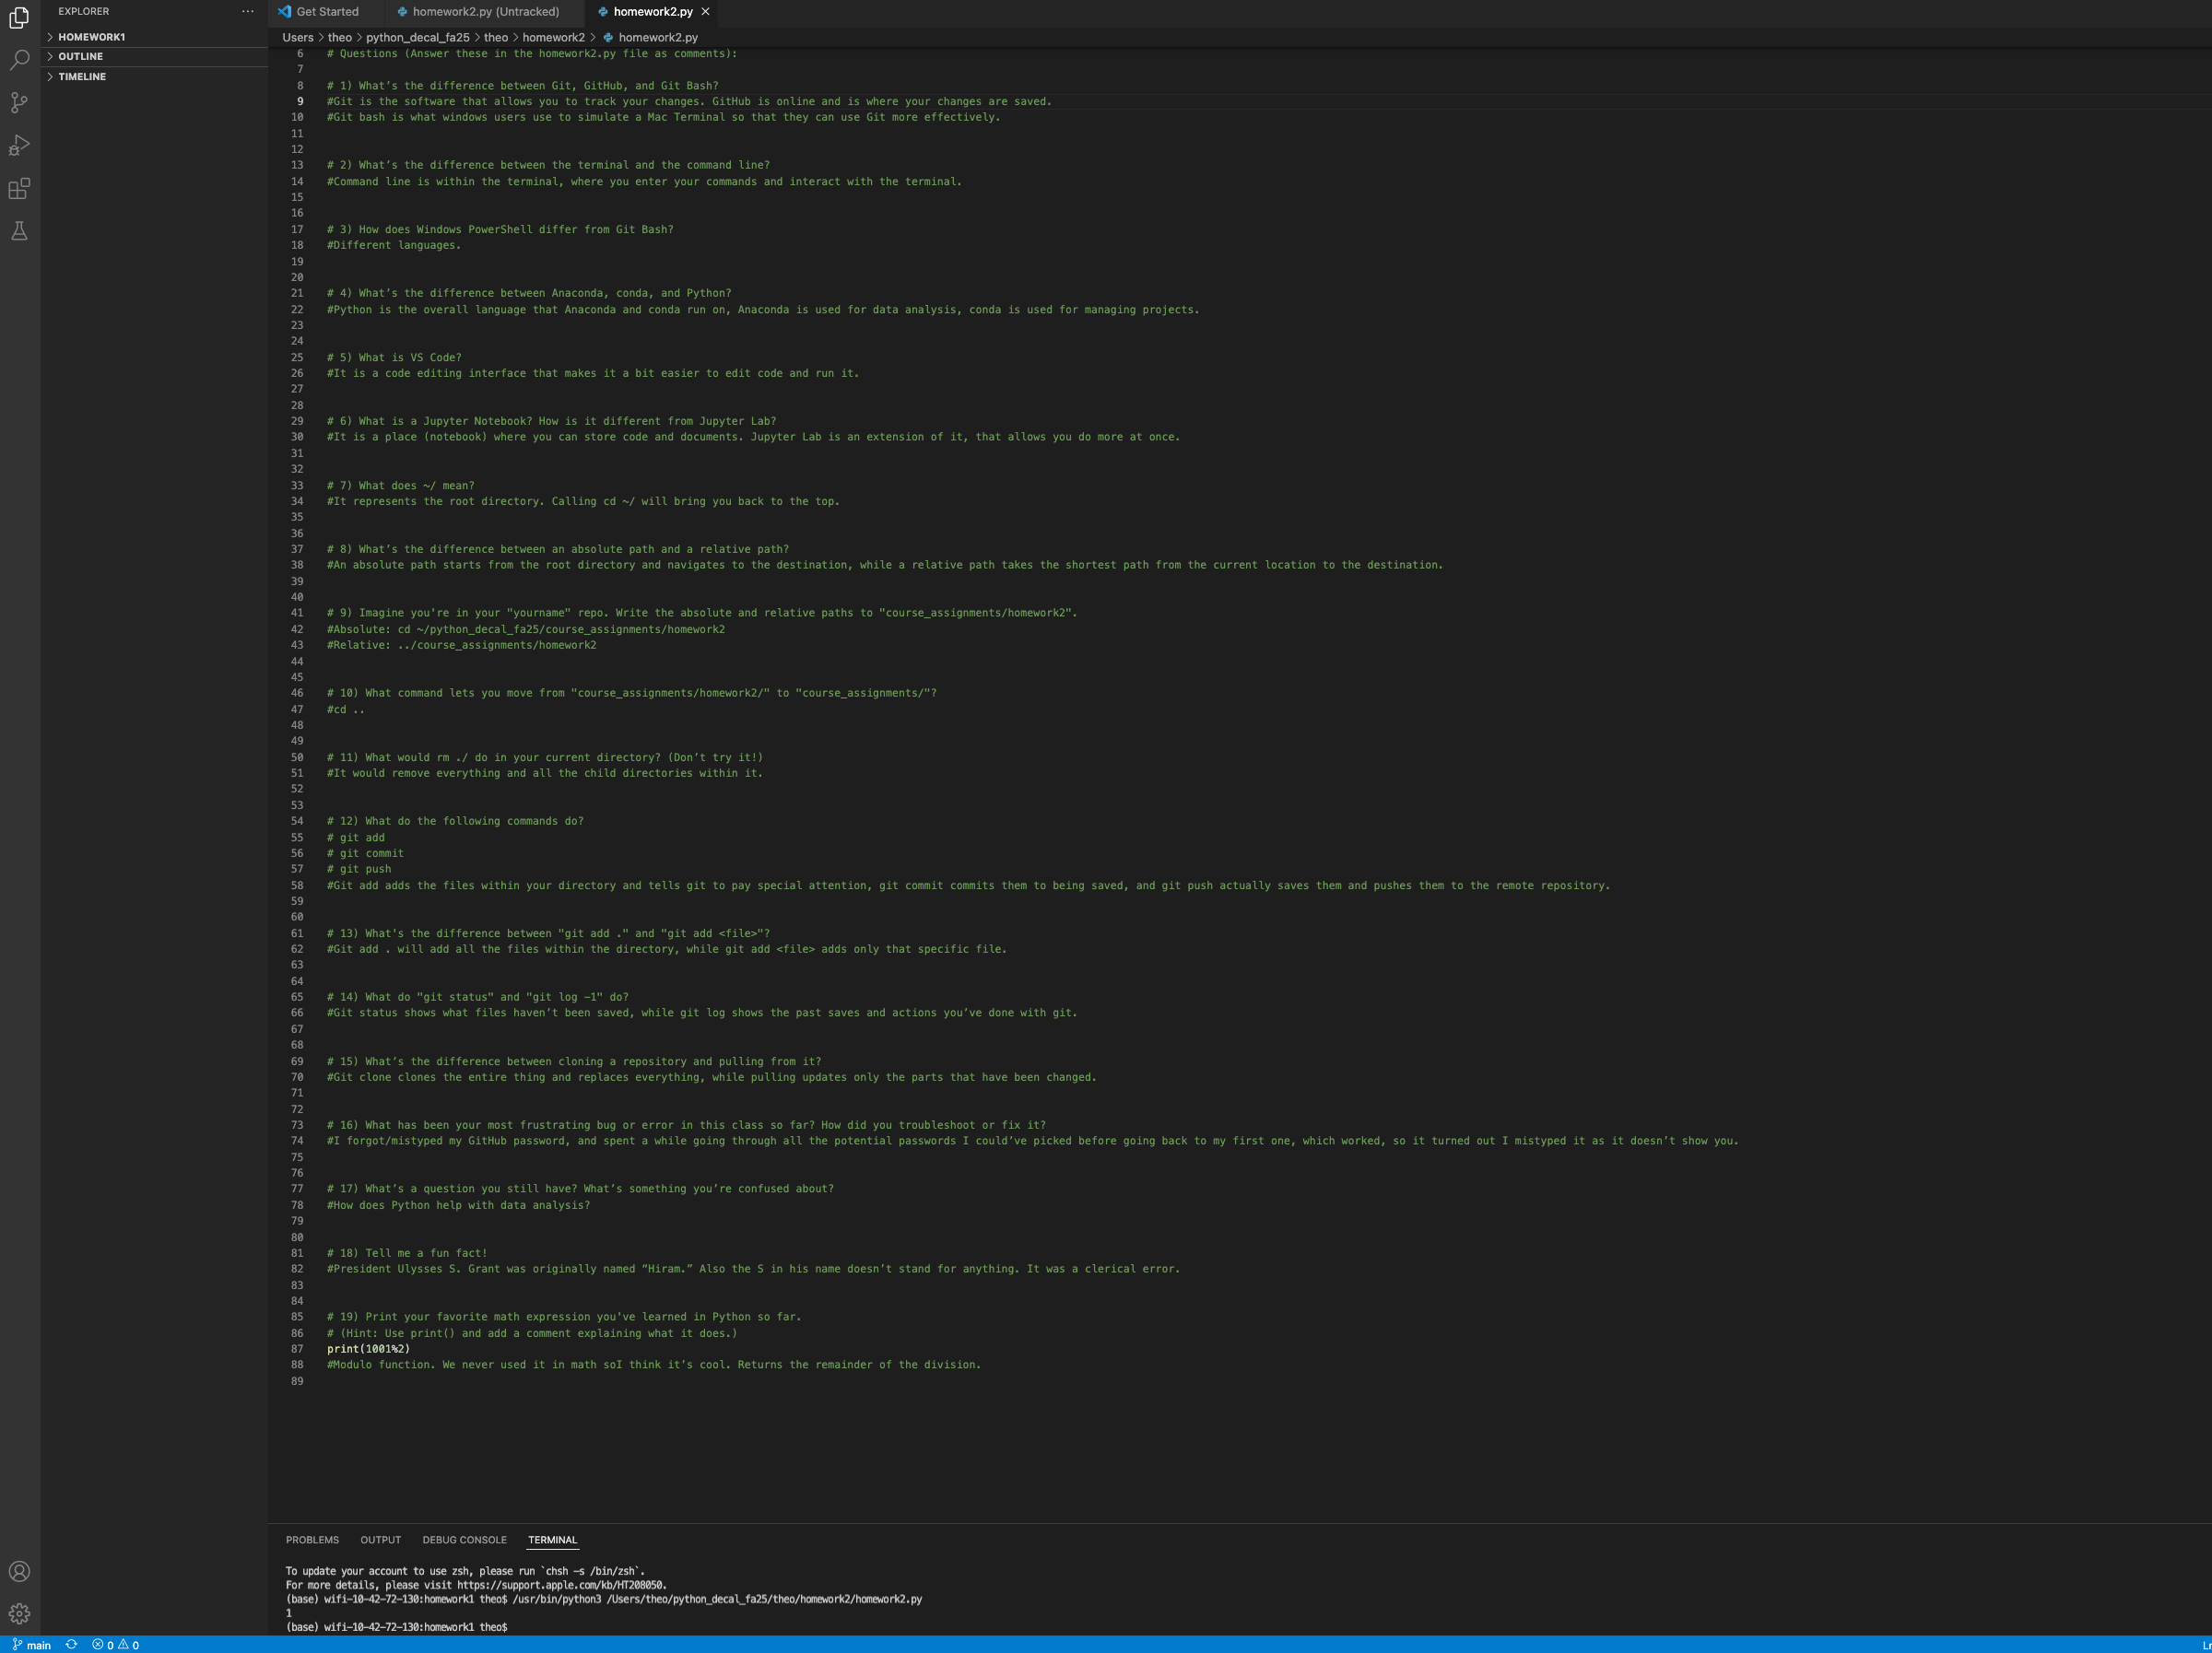 EXPLORER
···
HOMEWORK1
OUTLINE
TIMELINE
Get Started
homework2.py (Untracked)
homework2.py
Users > theo > python_decal_fa25 > theo > homework2 > homework2.py
6 # Questions (Answer these in the homework2.py file as comments):
7
8 # 1) What’s the difference between Git, GitHub, and Git Bash?
9 #Git is the software that allows you to track your changes. GitHub is online and is where your changes are saved.
10 #Git bash is what windows users use to simulate a Mac Terminal so that they can use Git more effectively.
11
12
13 # 2) What’s the difference between the terminal and the command line?
14 #Command line is within the terminal, where you enter your commands and interact with the terminal.
15
16
17 # 3) How does Windows PowerShell differ from Git Bash?
18 #Different languages.
19
20
21 # 4) What’s the difference between Anaconda, conda, and Python?
22 #Python is the overall language that Anaconda and conda run on, Anaconda is used for data analysis, conda is used for managing projects.
23
24
25 # 5) What is VS Code?
26 #It is a code editing interface that makes it a bit easier to edit code and run it.
27
28
29 # 6) What is a Jupyter Notebook? How is it different from Jupyter Lab?
30 #It is a place (notebook) where you can store code and documents. Jupyter Lab is an extension of it, that allows you do more at once.
31
32
33 # 7) What does ~/ mean?
34 #It represents the root directory. Calling cd ~/ will bring you back to the top.
35
36
37 # 8) What’s the difference between an absolute path and a relative path?
38 #An absolute path starts from the root directory and navigates to the destination, while a relative path takes the shortest path from the current location to the destination.
39
40
41 # 9) Imagine you're in your "yourname" repo. Write the absolute and relative paths to "course_assignments/homework2".
42 #Absolute: cd ~/python_decal_fa25/course_assignments/homework2
43 #Relative: ../course_assignments/homework2
44
45
46 # 10) What command lets you move from "course_assignments/homework2/" to "course_assignments/"?
47 #cd ..
48
49
50 # 11) What would rm ./ do in your current directory? (Don’t try it!)
51 #It would remove everything and all the child directories within it.
52
53
54 # 12) What do the following commands do?
55 # git add
56 # git commit
57 # git push
58 #Git add adds the files within your directory and tells git to pay special attention, git commit commits them to being saved, and git push actually saves them and pushes them to the remote repository.
59
60
61 # 13) What's the difference between "git add ." and "git add <file>"?
62 #Git add . will add all the files within the directory, while git add <file> adds only that specific file.
63
64
65 # 14) What do "git status" and "git log -1" do?
66 #Git status shows what files haven’t been saved, while git log shows the past saves and actions you’ve done with git.
67
68
69 # 15) What’s the difference between cloning a repository and pulling from it?
70 #Git clone clones the entire thing and replaces everything, while pulling updates only the parts that have been changed.
71
72
73 # 16) What has been your most frustrating bug or error in this class so far? How did you troubleshoot or fix it?
74 #I forgot/mistyped my GitHub password, and spent a while going through all the potential passwords I could’ve picked before going back to my first one, which worked, so it turned out I mistyped it as it doesn’t show you.
75
76
77 # 17) What’s a question you still have? What’s something you’re confused about?
78 #How does Python help with data analysis?
79
80
81 # 18) Tell me a fun fact!
82 #President Ulysses S. Grant was originally named “Hiram.” Also the S in his name doesn’t stand for anything. It was a clerical error.
83
84
85 # 19) Print your favorite math expression you've learned in Python so far.
86 # (Hint: Use print() and add a comment explaining what it does.)
87 print(1001%2)
88 #Modulo function. We never used it in math soI think it’s cool. Returns the remainder of the division.
89
PROBLEMS OUTPUT DEBUG CONSOLE TERMINAL
To update your account to use zsh, please run `chsh -s /bin/zsh`.
For more details, please visit https://support.apple.com/kb/HT208050.
(base) wifi-10-42-72-130:homework1 theo$ /usr/bin/python3 /Users/theo/python_decal_fa25/theo/homework2/homework2.py
1
(base) wifi-10-42-72-130:homework1 theo$
main 0 0